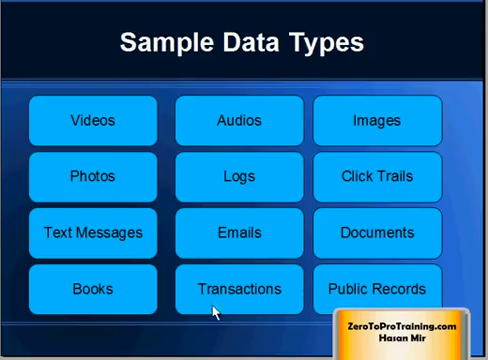 Sample Data Types
Videos Audios Images
Photos Logs Click Trails
Text Messages Emails Documents
Books Transactions Public Records
ZeroToProTraining.com
Hasan Mir